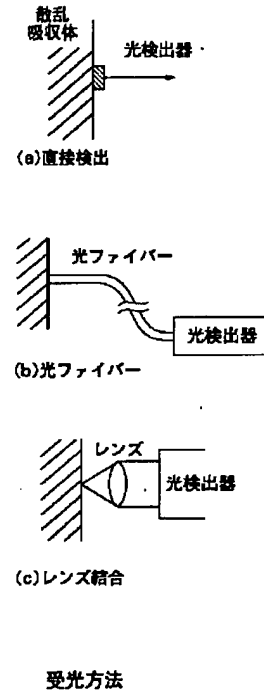 散乱
吸収体
光検出器
(a)直接検出
光ファイバー
光検出器
(b)光ファイバー
レンズ
光検出器
(c)レンズ結合
受光方法